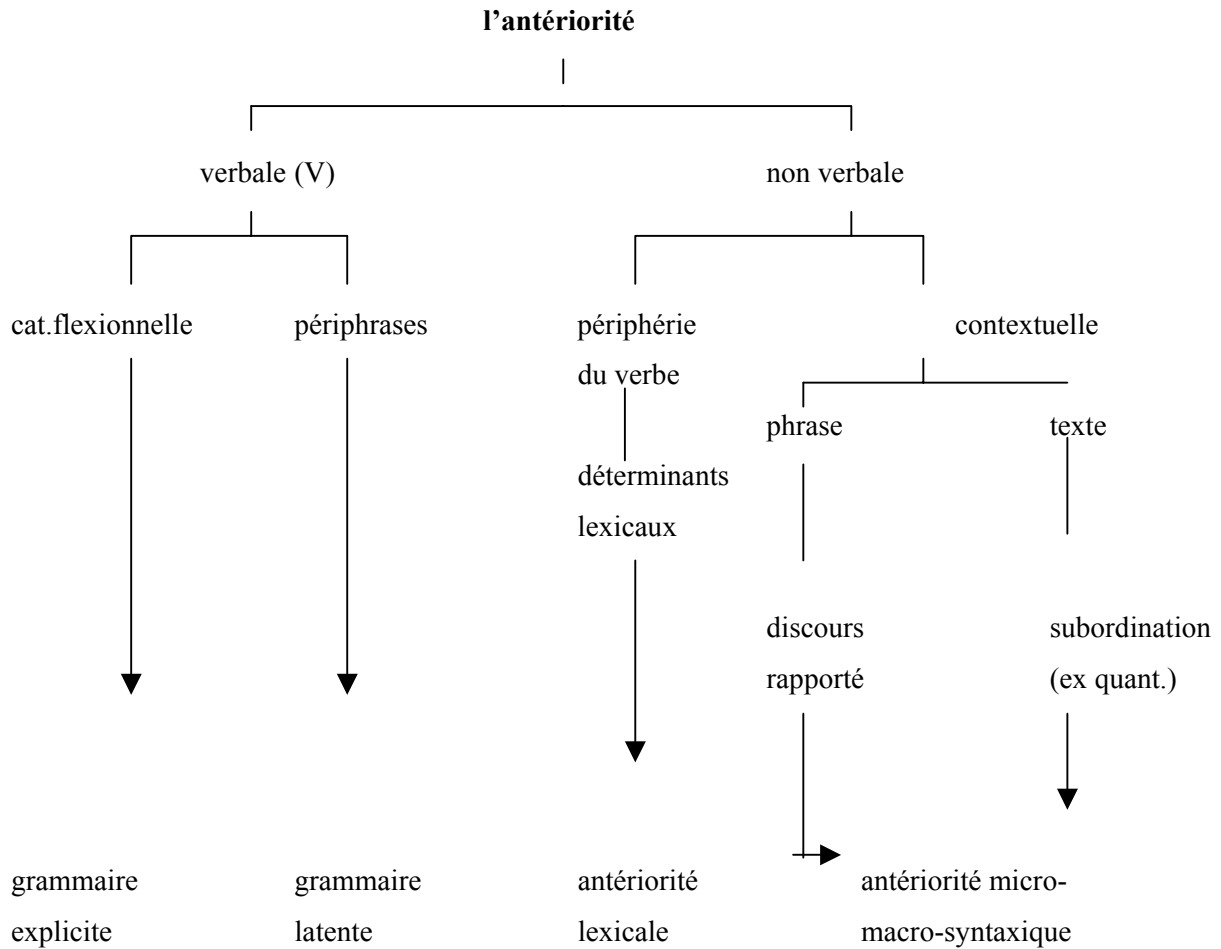 l’antériorité
verbale (V)
non verbale
cat.flexionnelle
périphrases
périphérie
du verbe
contextuelle
phrase
texte
déterminants
lexicaux
discours
rapporté
subordination
(ex quant.)
grammaire
explicite
grammaire
latente
antériorité
lexicale
antériorité micro-
macro-syntaxique